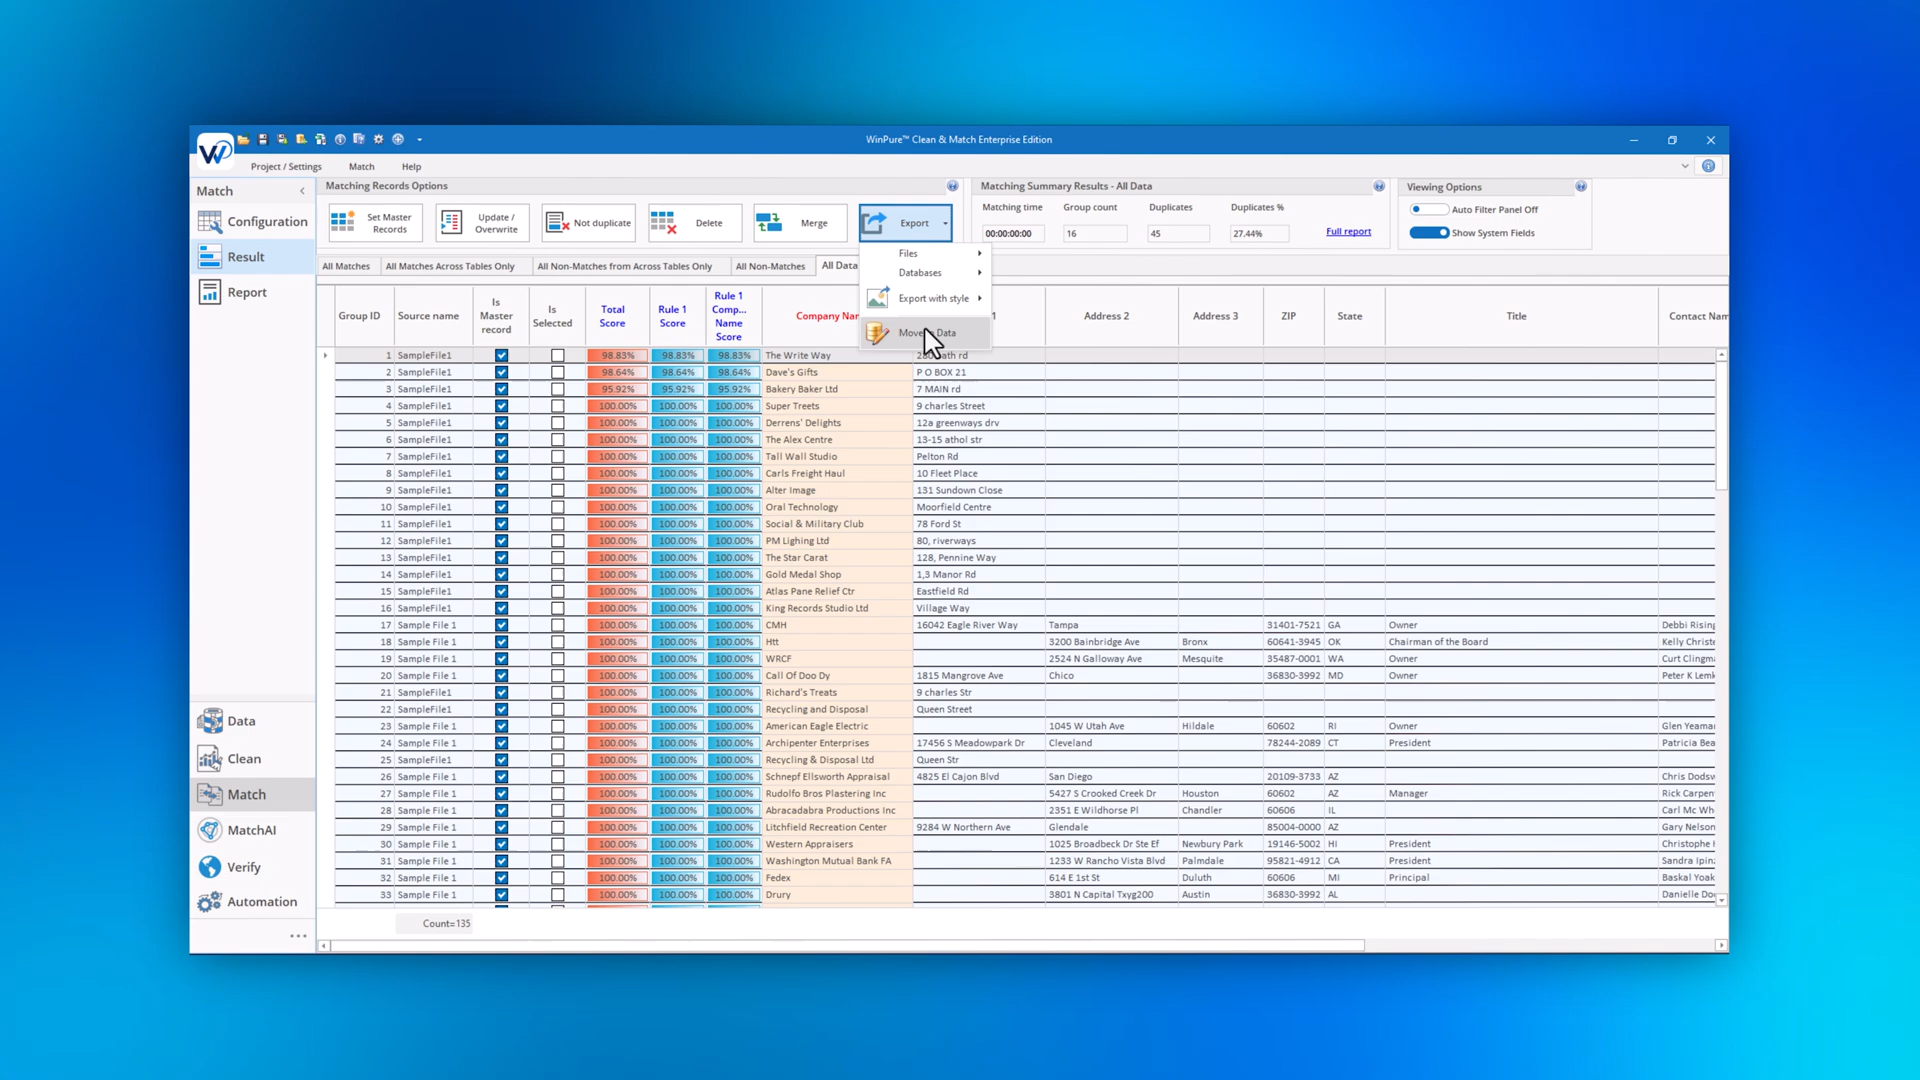 WinPure™ Clean & Match Enterprise Edition
Project / Settings Match Help
Match
Configuration
Result
Report
Data
Clean
Match
MatchAI
Verify
Automation
Matching Records Options
Set Master Records
Update / Overwrite
Not duplicate
Delete
Merge
Export
Matching Summary Results - All Data
Matching time Group count Duplicates Duplicates %
00:00:00:00 16 45 27.44% Full report
Viewing Options
Auto Filter Panel Off
Show System Fields
All Matches All Matches Across Tables Only All Non-Matches from Across Tables Only All Non-Matches All Data
Files
Databases
Export with style
Data
Group ID Source name Is Master record Is Selected Total Score Rule 1 Score Rule 1 Comp... Name Score Address 2 Address 3 ZIP State Title
1 SampleFile1 98.83% 98.83% 98.83% The Write Way
2 SampleFile1 98.64% 98.64% 98.64% Dave's Gifts P O BOX 21
3 SampleFile1 95.92% 95.92% 95.92% Bakery Baker Ltd 7 MAIN rd
4 SampleFile1 100.00% 100.00% 100.00% Super Treets 9 charles Street
5 SampleFile1 100.00% 100.00% 100.00% Derrens' Delights 12a greenways drv
6 SampleFile1 100.00% 100.00% 100.00% The Alex Centre 13-15 athol str
7 SampleFile1 100.00% 100.00% 100.00% Tall Wall Studio Pelton Rd
8 SampleFile1 100.00% 100.00% 100.00% Carls Freight Haul 10 Fleet Place
9 SampleFile1 100.00% 100.00% 100.00% Alter Image 131 Sundown Close
10 SampleFile1 100.00% 100.00% 100.00% Oral Technology Moorfield Centre
11 SampleFile1 100.00% 100.00% 100.00% Social & Military Club 78 Ford St
12 SampleFile1 100.00% 100.00% 100.00% PM Lighing Ltd 80, riverways
13 SampleFile1 100.00% 100.00% 100.00% The Star Carat 128, Pennine Way
14 SampleFile1 100.00% 100.00% 100.00% Gold Medal Shop 1,3 Manor Rd
15 SampleFile1 100.00% 100.00% 100.00% Atlas Pane Relief Ctr Eastfield Rd
16 SampleFile1 100.00% 100.00% 100.00% King Records Studio Ltd Village Way
17 Sample File 1 100.00% 100.00% 100.00% CMH 16042 Eagle River Way Tampa 31401-7521 GA Owner Debbi Rising
18 Sample File 1 100.00% 100.00% 100.00% Htt 3200 Bainbridge Ave Bronx 60641-3945 OK Chairman of the Board Kelly Christe
19 Sample File 1 100.00% 100.00% 100.00% WRCF 2524 N Galloway Ave Mesquite 35487-0001 WA Owner Curt Clingm
20 Sample File 1 100.00% 100.00% 100.00% Call Of Doo Dy 1815 Mangrove Ave Chico 36830-3992 MD Owner Peter K Lemk
21 SampleFile1 100.00% 100.00% 100.00% Richard's Treats 9 charles Str
22 SampleFile1 100.00% 100.00% 100.00% Recycling and Disposal Queen Street
23 Sample File 1 100.00% 100.00% 100.00% American Eagle Electric 1045 W Utah Ave Hildale 60602 RI Owner Glen Yeaman
24 Sample File 1 100.00% 100.00% 100.00% Archipenter Enterprises 17456 S Meadowpark Dr Cleveland 78244-2089 CT President Patricia Bea
25 SampleFile1 100.00% 100.00% 100.00% Recycling & Disposal Ltd Queen Str
26 Sample File 1 100.00% 100.00% 100.00% Schnepf Ellsworth Appraisal 4825 El Cajon Blvd San Diego 20109-3733 AZ Chris Dodsw
27 Sample File 1 100.00% 100.00% 100.00% Rudolfo Bros Plastering Inc 5427 S Crooked Creek Dr Houston 60602 AZ Manager Rick Carpen
28 Sample File 1 100.00% 100.00% 100.00% Abracadabra Productions Inc 2351 E Wildhorse Pl Chandler 60606 IL Carl Mc Wh
29 Sample File 1 100.00% 100.00% 100.00% Litchfield Recreation Center 9284 W Northern Ave Glendale 85004-0000 AZ Gary Nelson
30 Sample File 1 100.00% 100.00% 100.00% Western Appraisers 1025 Broadbeck Dr Ste Ef Newbury Park 19146-5002 HI President Christophe
31 Sample File 1 100.00% 100.00% 100.00% Washington Mutual Bank FA 1233 W Rancho Vista Blvd Palmdale 95821-4912 CA President Sandra Ipin
32 Sample File 1 100.00% 100.00% 100.00% Fedex 614 E 1st St Duluth 60606 MI Principal Baskal Yoak
33 Sample File 1 100.00% 100.00% 100.00% Drury 3801 N Capital Txyg200 Austin 36830-3992 AL Danielle Do
Count=135